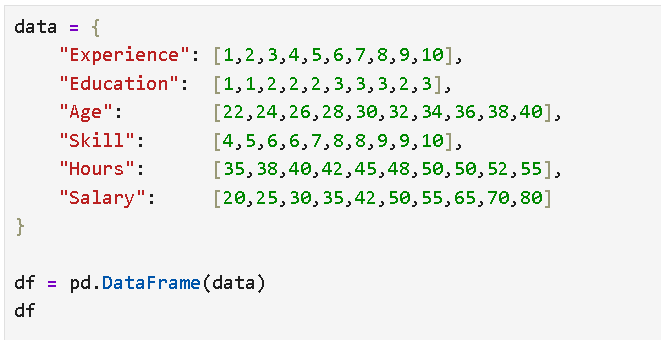 data = {
    "Experience": [1,2,3,4,5,6,7,8,9,10],
    "Education":  [1,1,2,2,2,3,3,3,2,3],
    "Age":        [22,24,26,28,30,32,34,36,38,40],
    "Skill":      [4,5,6,6,7,8,8,9,9,10],
    "Hours":      [35,38,40,42,45,48,50,50,52,55],
    "Salary":     [20,25,30,35,42,50,55,65,70,80]
}
df = pd.DataFrame(data)
df